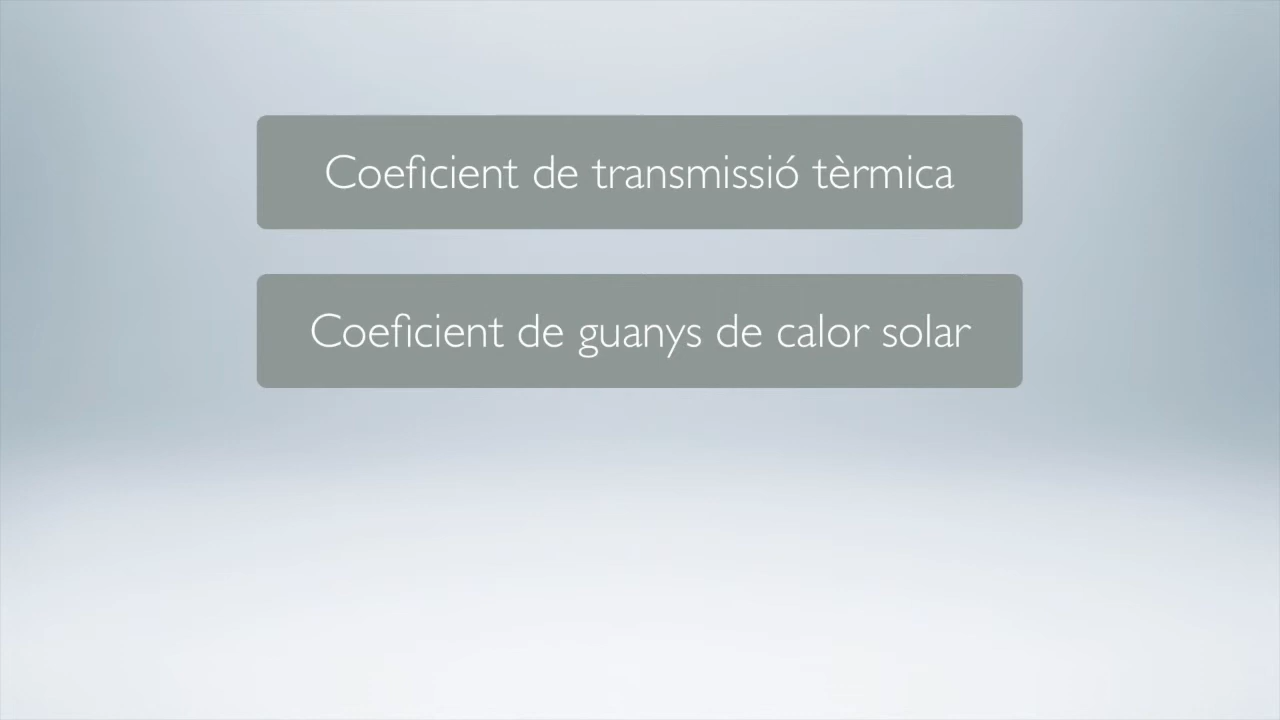 Coeficient de transmissió tèrmica
Coeficient de guanys de calor solar